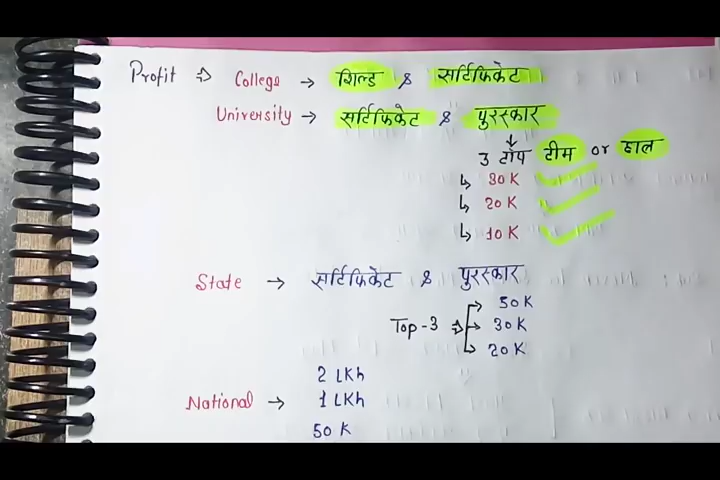 Profit ⇒ College → शिल्ड & सर्टिफिकेट
University → सर्टिफिकेट & पुरस्कार
↓
3 टॉप टीम or हाल
↳ 30 K
↳ 20 K
↳ 10 K
State → सर्टिफिकेट & पुरस्कार
→ 50 K
Top-3 ⇒ → 30 K
→ 20 K
2 LKh
National → 1 LKh
50 K